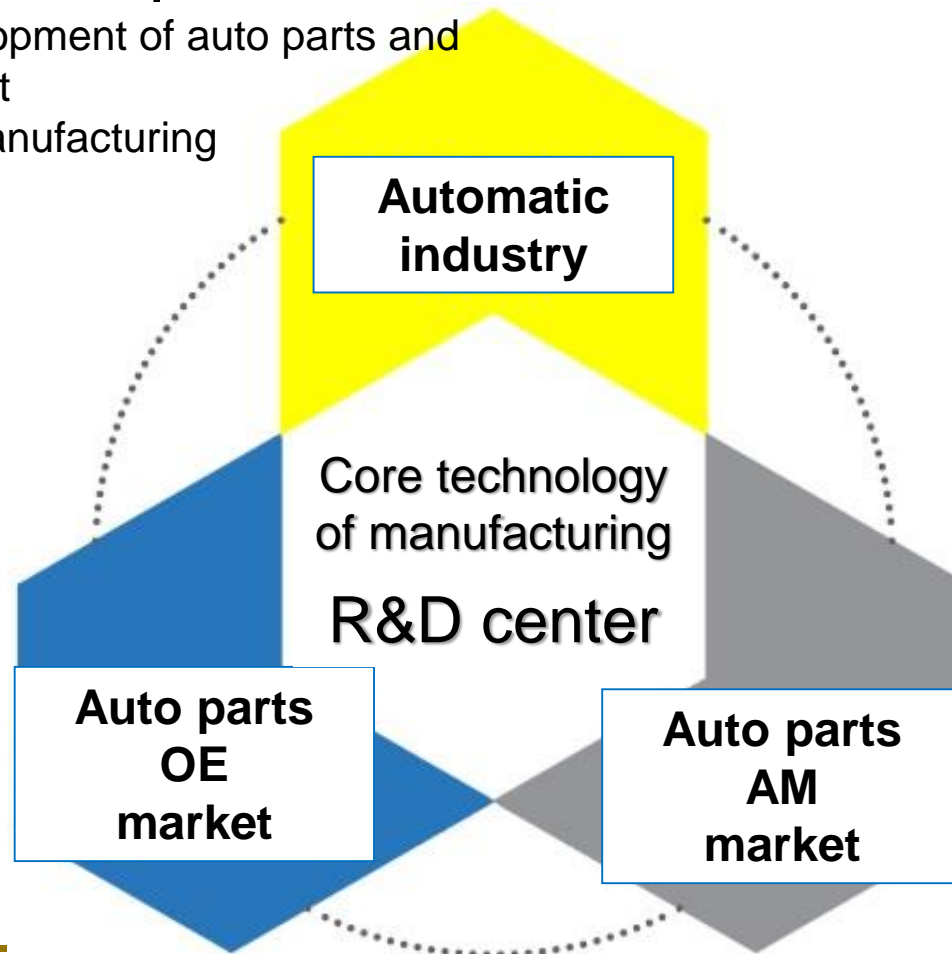 opment of auto parts and
t
anufacturing
Automatic
industry
Core technology
of manufacturing
R&D center
Auto parts
OE
market
Auto parts
AM
market